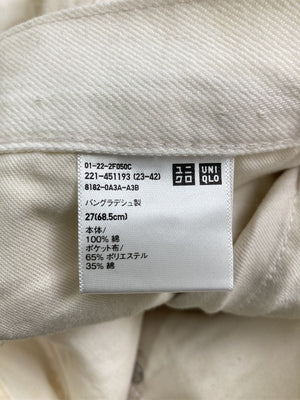 01-22-2F050C
221-451193 (23-42)
8182-0A3A-A3B
ユニ
クロ
UNI
QLO
バングラデシュ製
27(68.5cm)
本体/
100% 綿
ポケット布/
65% ポリエステル
35% 綿